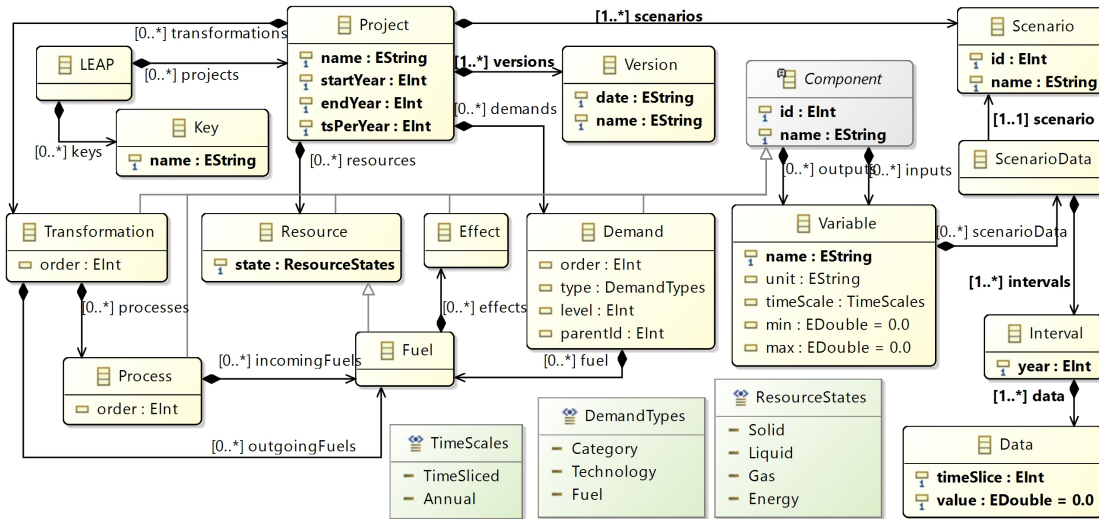 Project
name : EString
startYear : EInt
endYear : EInt
tsPerYear : EInt
[1..*] scenarios
Scenario
id : EInt
name : EString
[0..*] transformations
LEAP
[0..*] projects
[1..*] versions
Version
date : EString
name : EString
Component
id : EInt
name : EString
[0..*] demands
[1..1] scenario
Key
name : EString
[0..*] keys
[0..*] resources
[0..*] outputs
[0..*] inputs
ScenarioData
Transformation
order : EInt
Resource
state : ResourceStates
Effect
Demand
order : EInt
type : DemandTypes
level : EInt
parentId : EInt
Variable
name : EString
unit : EString
timeScale : TimeScales
min : EDouble = 0.0
max : EDouble = 0.0
[0..*] scenarioData
[1..*] intervals
[0..*] processes
[0..*] effects
Interval
year : EInt
Process
order : EInt
[0..*] incomingFuels
Fuel
[0..*] fuel
[1..*] data
[0..*] outgoingFuels
TimeScales
TimeSliced
Annual
DemandTypes
Category
Technology
Fuel
ResourceStates
Solid
Liquid
Gas
Energy
Data
timeSlice : EInt
value : EDouble = 0.0